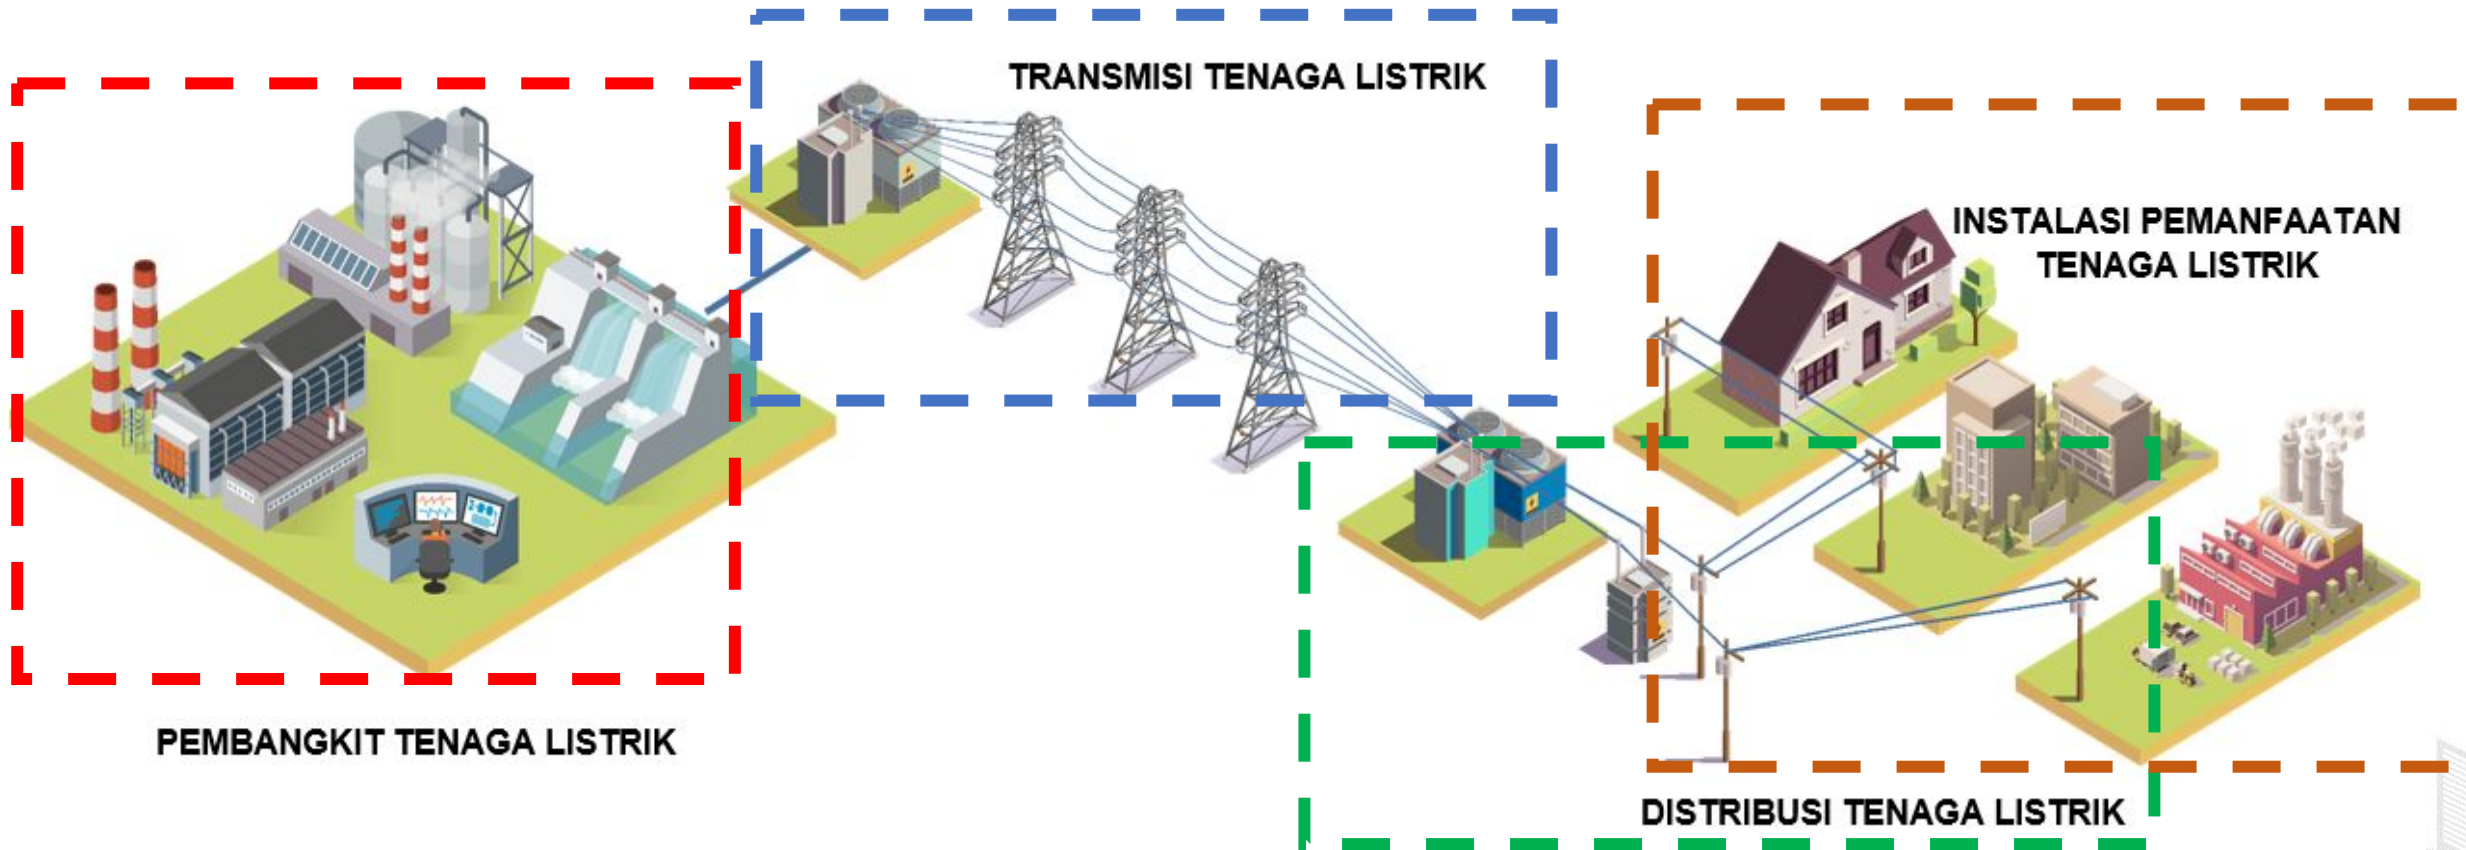 TRANSMISI TENAGA LISTRIK
INSTALASI PEMANFAATAN
TENAGA LISTRIK
PEMBANGKIT TENAGA LISTRIK
DISTRIBUSI TENAGA LISTRIK